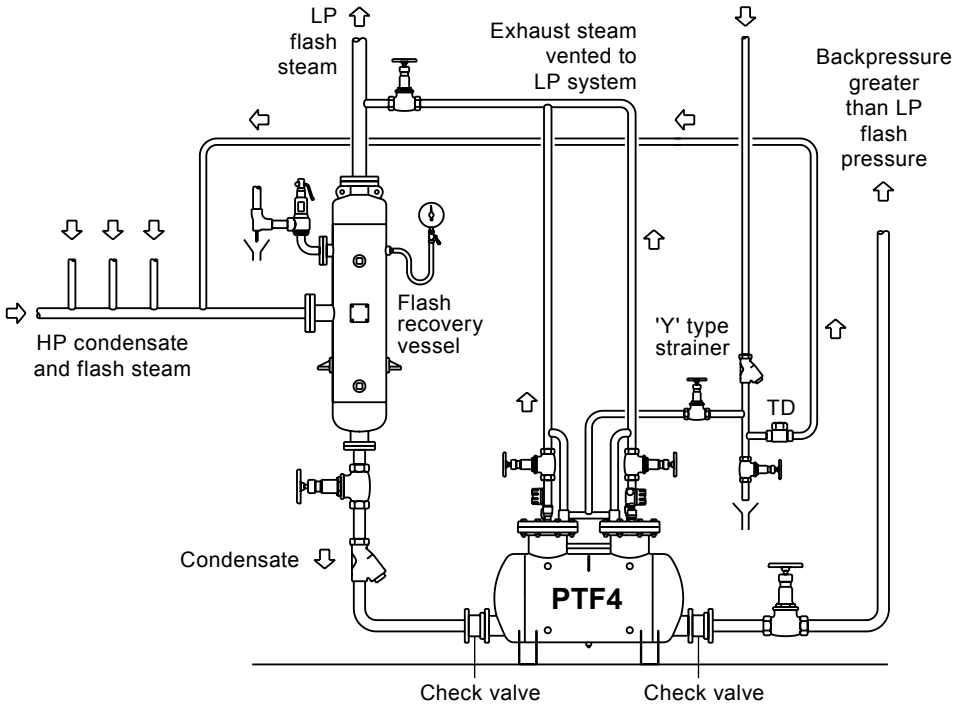 LP
flash
steam
Exhaust steam
vented to
LP system
Backpressure
greater
than LP
flash
pressure
HP condensate
and flash steam
Flash
recovery
vessel
'Y' type
strainer
TD
Condensate
PTF4
Check valve
Check valve